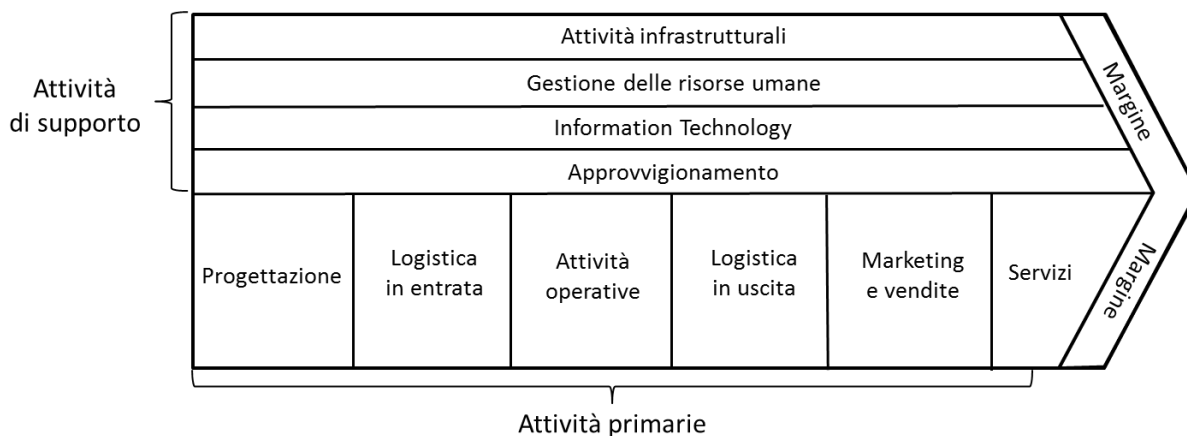 Attività
di supporto
Attività infrastrutturali
Gestione delle risorse umane
Information Technology
Approvvigionamento
Margine
Progettazione
Logistica
in entrata
Attività
operative
Logistica
in uscita
Marketing
e vendite
Servizi
Margine
Attività primarie